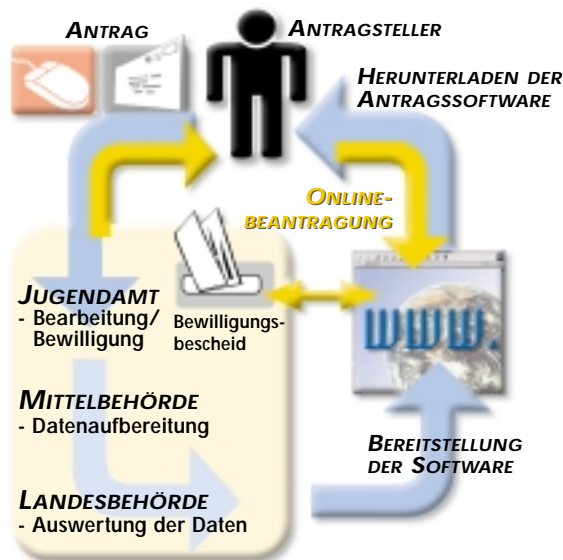 ANTRAG
ANTRAGSTELLER
HERUNTERLADEN DER
ANTRAGSSOFTWARE
ONLINE-
BEANTRAGUNG
JUGENDAMT
- Bearbeitung/
Bewilligung
Bewilligungs-
bescheid
www.
MITTELBEHÖRDE
- Datenaufbereitung
BEREITSTELLUNG
DER SOFTWARE
LANDESBEHÖRDE
- Auswertung der Daten